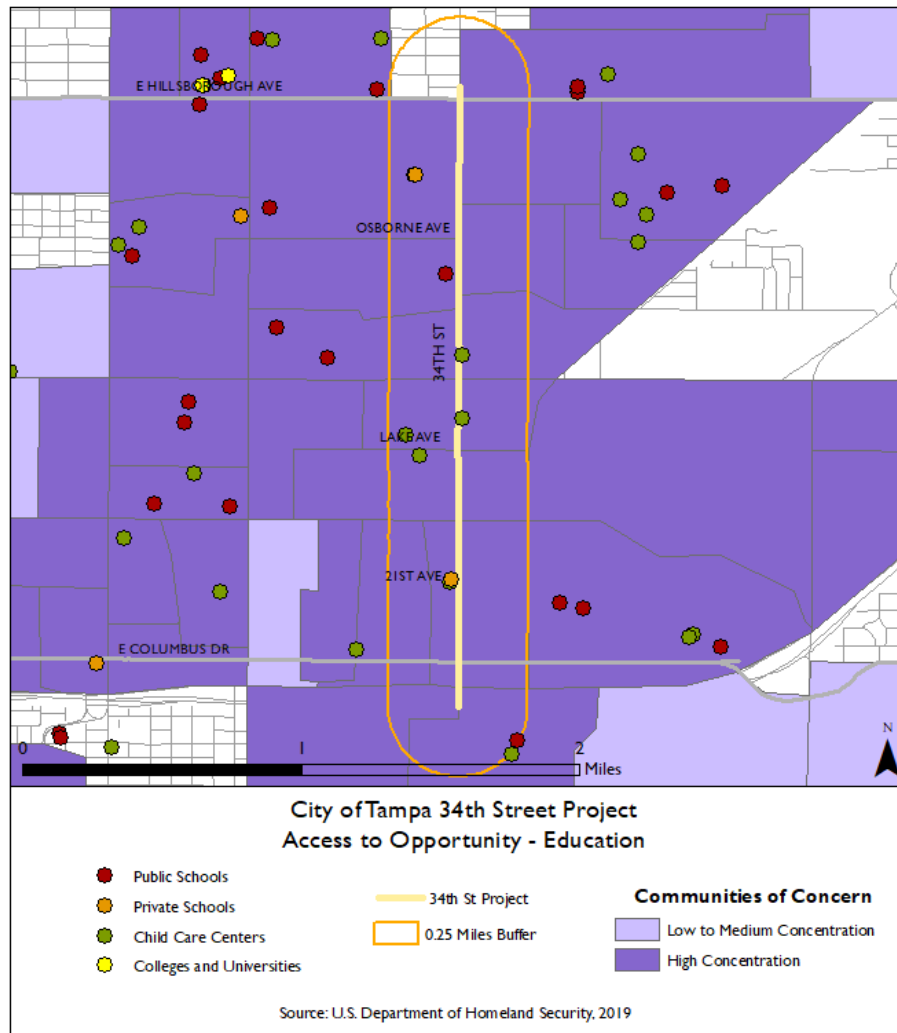 E HILLSBOROUGH AVE
OSBORNE AVE
34TH ST
LAKE AVE
21ST AVE
E COLUMBUS DR
N
0 1 2
Miles
City of Tampa 34th Street Project
Access to Opportunity - Education
Public Schools
Private Schools
Child Care Centers
Colleges and Universities
34th St Project
0.25 Miles Buffer
Communities of Concern
Low to Medium Concentration
High Concentration
Source: U.S. Department of Homeland Security, 2019